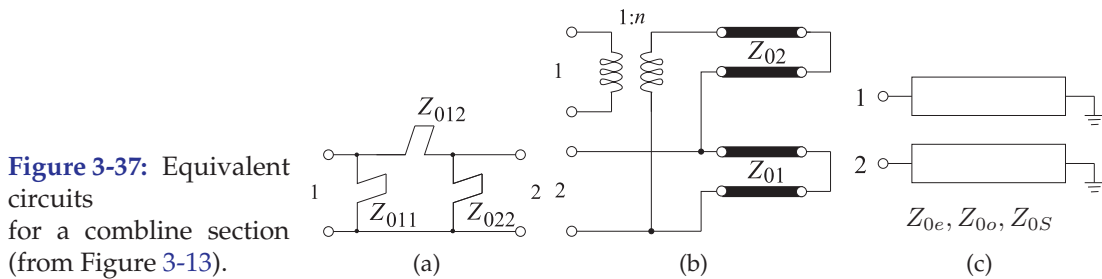 Figure 3-37: Equivalent
circuits
for a combline section
(from Figure 3-13).
Z012
1
Z011
Z022
2
(a)
1:n
1
Z02
2
Z01
(b)
1
2
Z0e, Z0o, Z0S
(c)